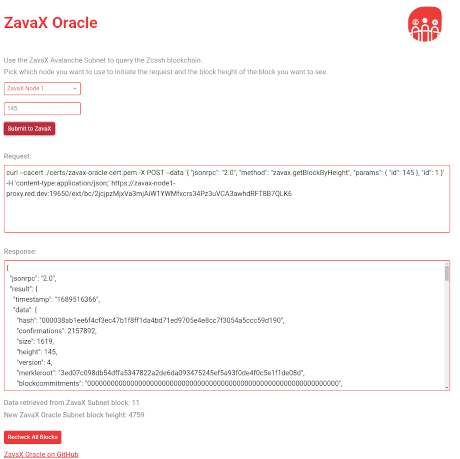 ZavaX Oracle
Use the ZavaX Avalanche Subnet to query the Zcash blockchain.
Pick which node you want to use to initiate the request and the block height of the block you want to see.
ZavaX Node 1
145
Submit to ZavaX
Request:
curl --cacert ./certs/zavax-oracle-cert.pem -X POST --data '{ "jsonrpc": "2.0", "method": "zavax.getBlockByHeight", "params": { "id": 145 }, "id": 1 }'
-H 'content-type:application/json;' https://zavax-node1-
proxy.red.dev:19650/ext/bc/2jcjpzMjxVa3mjAiW1YWMfxcrs34Pz3uVCA3awhdRFT8B7QLK6
Response:
{
"jsonrpc": "2.0",
"result": {
"timestamp": "1689516366",
"data": {
"hash": "000038ab1ee6f4cf3ec47b1f8ff1da4bd71ed9705e4e8cc7f3054a5ccc59d190",
"confirmations": 2157892,
"size": 1619,
"height": 145,
"version": 4,
"merkleroot": "3ed07c098db54dffa5347822a2de6da093475245ef5a93f0de4f0c5e1f1de08d",
"blockcommitments": "0000000000000000000000000000000000000000000000000000000000000000",
Data retrieved from ZavaX Subnet block: 11
New ZavaX Oracle Subnet block height: 4759
Recheck All Blocks
ZavaX Oracle on GitHub